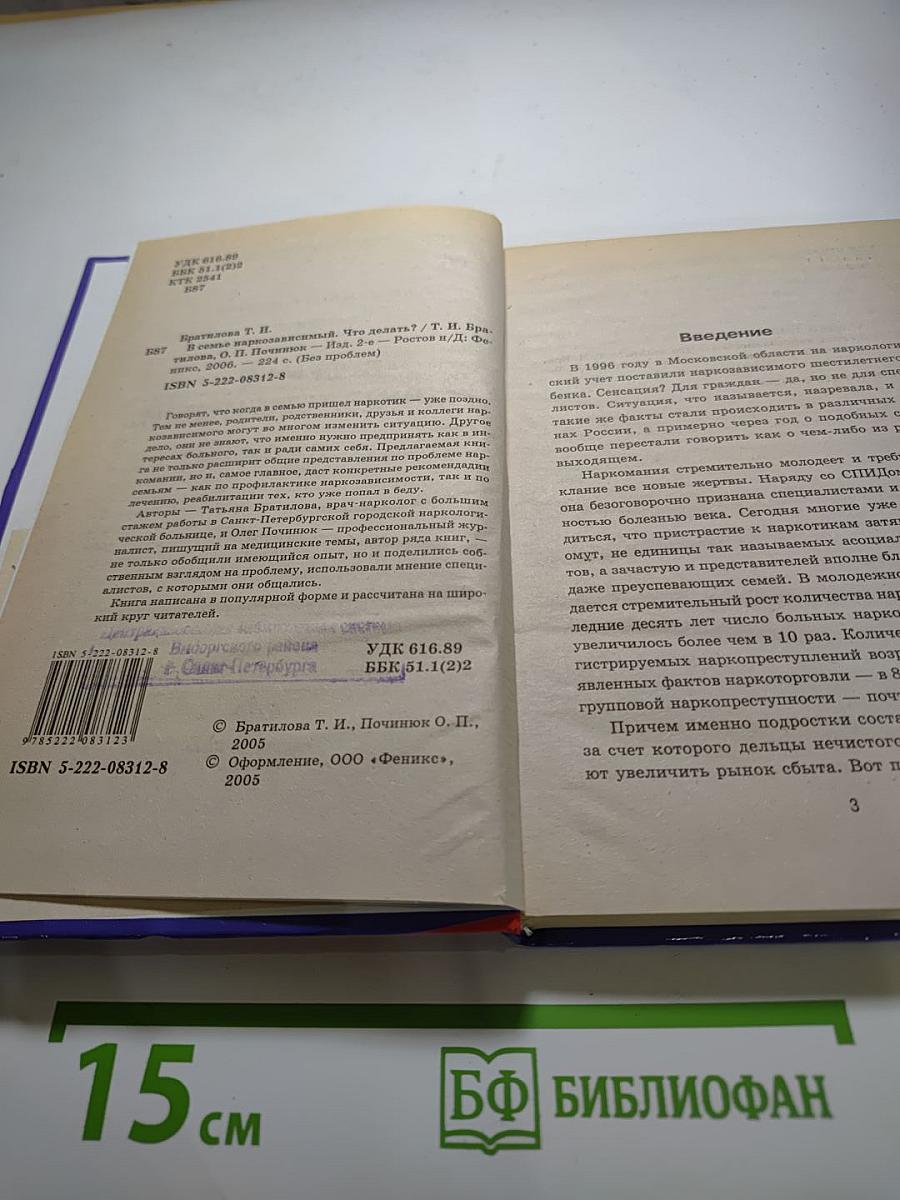 УДК 616.89
ББК 51.1(2)2
КТК 2541
Б87
Братилова Т. И.
Б87 В семье наркозависимый. Что делать? / Т. И. Бра-
тилова, О. П. Починюк — Изд. 2-е — Ростов н/Д: Фе-
никс, 2006. — 224 с. (Без проблем)
ISBN 5-222-08312-8
Говорят, что когда в семью пришел наркотик — уже поздно.
Тем не менее, родители, родственники, друзья и коллеги нар-
козависимого могут во многом изменить ситуацию. Другое
дело, они не знают, что именно нужно предпринять как в ин-
тересах больного, так и ради самих себя. Предлагаемая кни-
га не только расширит общие представления по проблеме нар-
комании, но и, самое главное, даст конкретные рекомендации
семьям — как по профилактике наркозависимости, так и по
лечению, реабилитации тех, кто уже попал в беду.
Авторы — Татьяна Братилова, врач-нарколог с большим
стажем работы в Санкт-Петербургской городской наркологи-
ческой больнице, и Олег Починюк — профессиональный жур-
налист, пишущий на медицинские темы, автор ряда книг, —
не только обобщили имеющийся опыт, но и поделились соб-
ственным взглядом на проблему, использовали мнение специ-
алистов, с которыми они общались.
Книга написана в популярной форме и рассчитана на широ-
кий круг читателей.
Выборгского района
г. Санкт-Петербурга
ISBN 5-222-08312-8
УДК 616.89
ББК 51.1(2)2
9 785222 083123
ISBN 5-222-08312-8
© Братилова Т. И., Починюк О. П.,
2005
© Оформление, ООО «Феникс»,
2005
Введение
В 1996 году в Московской области на наркологи
ский учет поставили наркозависимого шестилетнего
бенка. Сенсация? Для граждан — да, но не для спе
листов. Ситуация, что называется, назревала, и
такие же факты стали происходить в различных
нах России, а примерно через год о подобных с
вообще перестали говорить как о чем-либо из р
выходящем.
Наркомания стремительно молодеет и треб
клание все новые жертвы. Наряду со СПИДом
она безоговорочно признана специалистами и
ностью болезнью века. Сегодня многие уже
диться, что пристрастие к наркотикам затя
омут, не единицы так называемых асоциал
тов, а зачастую и представителей вполне бл
даже преуспевающих семей. В молодежно
дается стремительный рост количества нар
ледние десять лет число больных нарко
увеличилось более чем в 10 раз. Количе
гистрируемых наркопреступлений возр
явленных фактов наркоторговли — в 8
групповой наркопреступности — почт
Причем именно подростки соста
за счет которого дельцы нечистого
ют увеличить рынок сбыта. Вот п
3
15 см
БФ БИБЛИОФАН